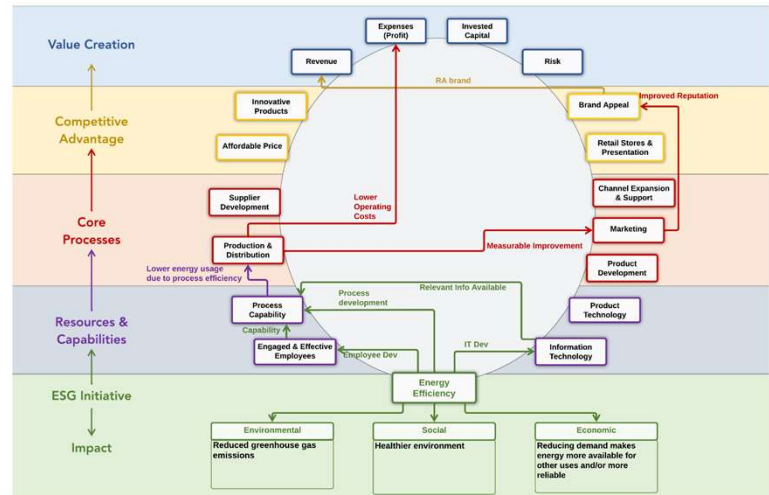 Value Creation
Competitive
Advantage
Core
Processes
Resources &
Capabilities
ESG Initiative
Impact
Expenses
(Profit)
Invested
Capital
Revenue
Risk
RA brand
Improved Reputation
Innovative
Products
Brand Appeal
Affordable Price
Retail Stores &
Presentation
Supplier
Development
Lower
Operating
Costs
Channel Expansion
& Support
Marketing
Production &
Distribution
Measurable Improvement
Product
Development
Lower energy usage
due to process efficiency
Process
development
Relevant Info Available
Process
Capability
Product
Technology
Capability
Engaged & Effective
Employees
Employee Dev
IT Dev
Information
Technology
Energy
Efficiency
Environmental
Reduced greenhouse gas
emissions
Social
Healthier environment
Economic
Reducing demand makes
energy more available for
other uses and/or more
reliable